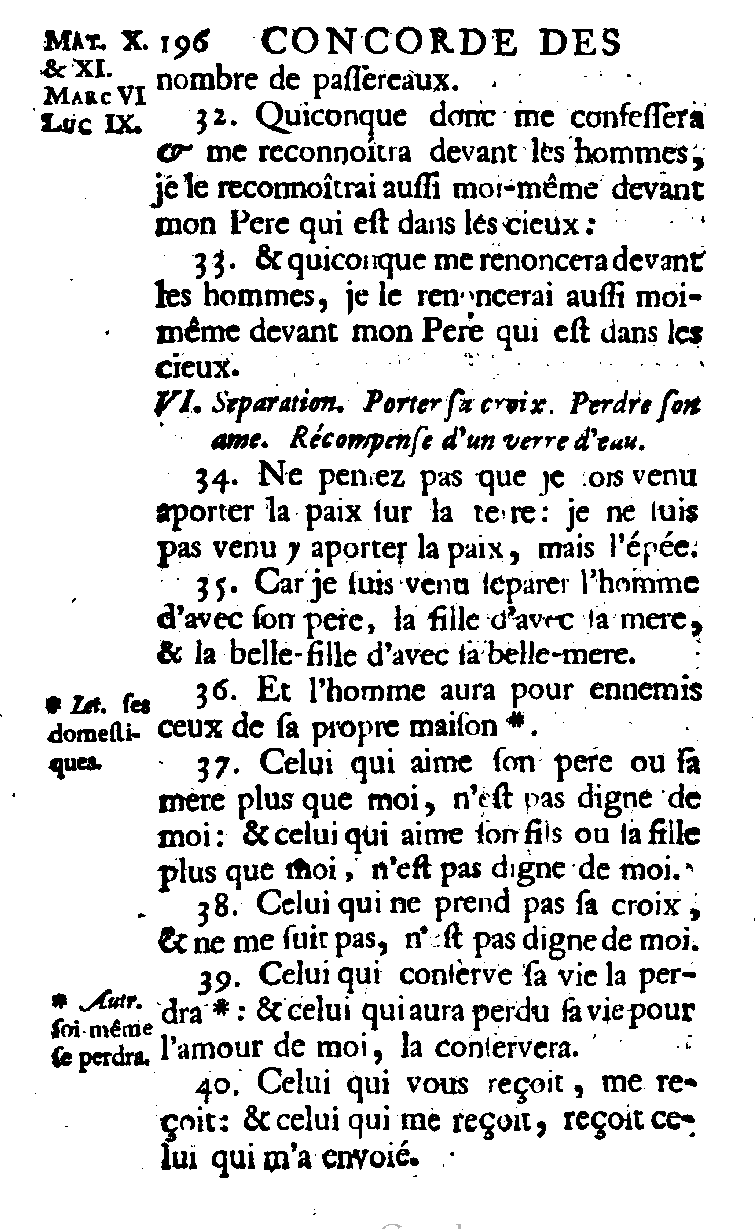 MAT. X. 196 CONCORDE DES
& XI.
MARC VI
LUC IX.
nombre de paſſereaux.
32. Quiconque donc me confeſſera
& me reconnoîtra devant les hommes,
je le reconnoîtrai auſſi moi-même devant
mon Pere qui eſt dans les cieux:
33. & quiconque me renoncera devant
les hommes, je le renoncerai auſſi moi-
même devant mon Pere qui eſt dans les
cieux.
VI. Separation. Porter ſa croix. Perdre ſon
ame. Récompenſe d'un verre d'eau.
34. Ne penſez pas que je ſois venu
aporter la paix ſur la terre: je ne ſuis
pas venu y aporter la paix, mais l'épée.
35. Car je ſuis venu ſéparer l'homme
d'avec ſon pere, la fille d'avec ſa mere,
& la belle-fille d'avec ſa belle-mere.
36. Et l'homme aura pour ennemis
ceux de ſa propre maiſon *.
* Let. ſes
domeſti-
ques.
37. Celui qui aime ſon pere ou ſa
mere plus que moi, n'eſt pas digne de
moi: & celui qui aime ſon fils ou ſa fille
plus que moi, n'eſt pas digne de moi.
38. Celui qui ne prend pas ſa croix,
& ne me ſuit pas, n'eſt pas digne de moi.
39. Celui qui conſerve ſa vie la per-
dra *: & celui qui aura perdu ſa vie pour
l'amour de moi, la conſervera.
* Autr.
ſoi-même
ſe perdra.
40. Celui qui vous reçoit, me re-
çoit: & celui qui me reçoit, reçoit ce-
lui qui m'a envoié.